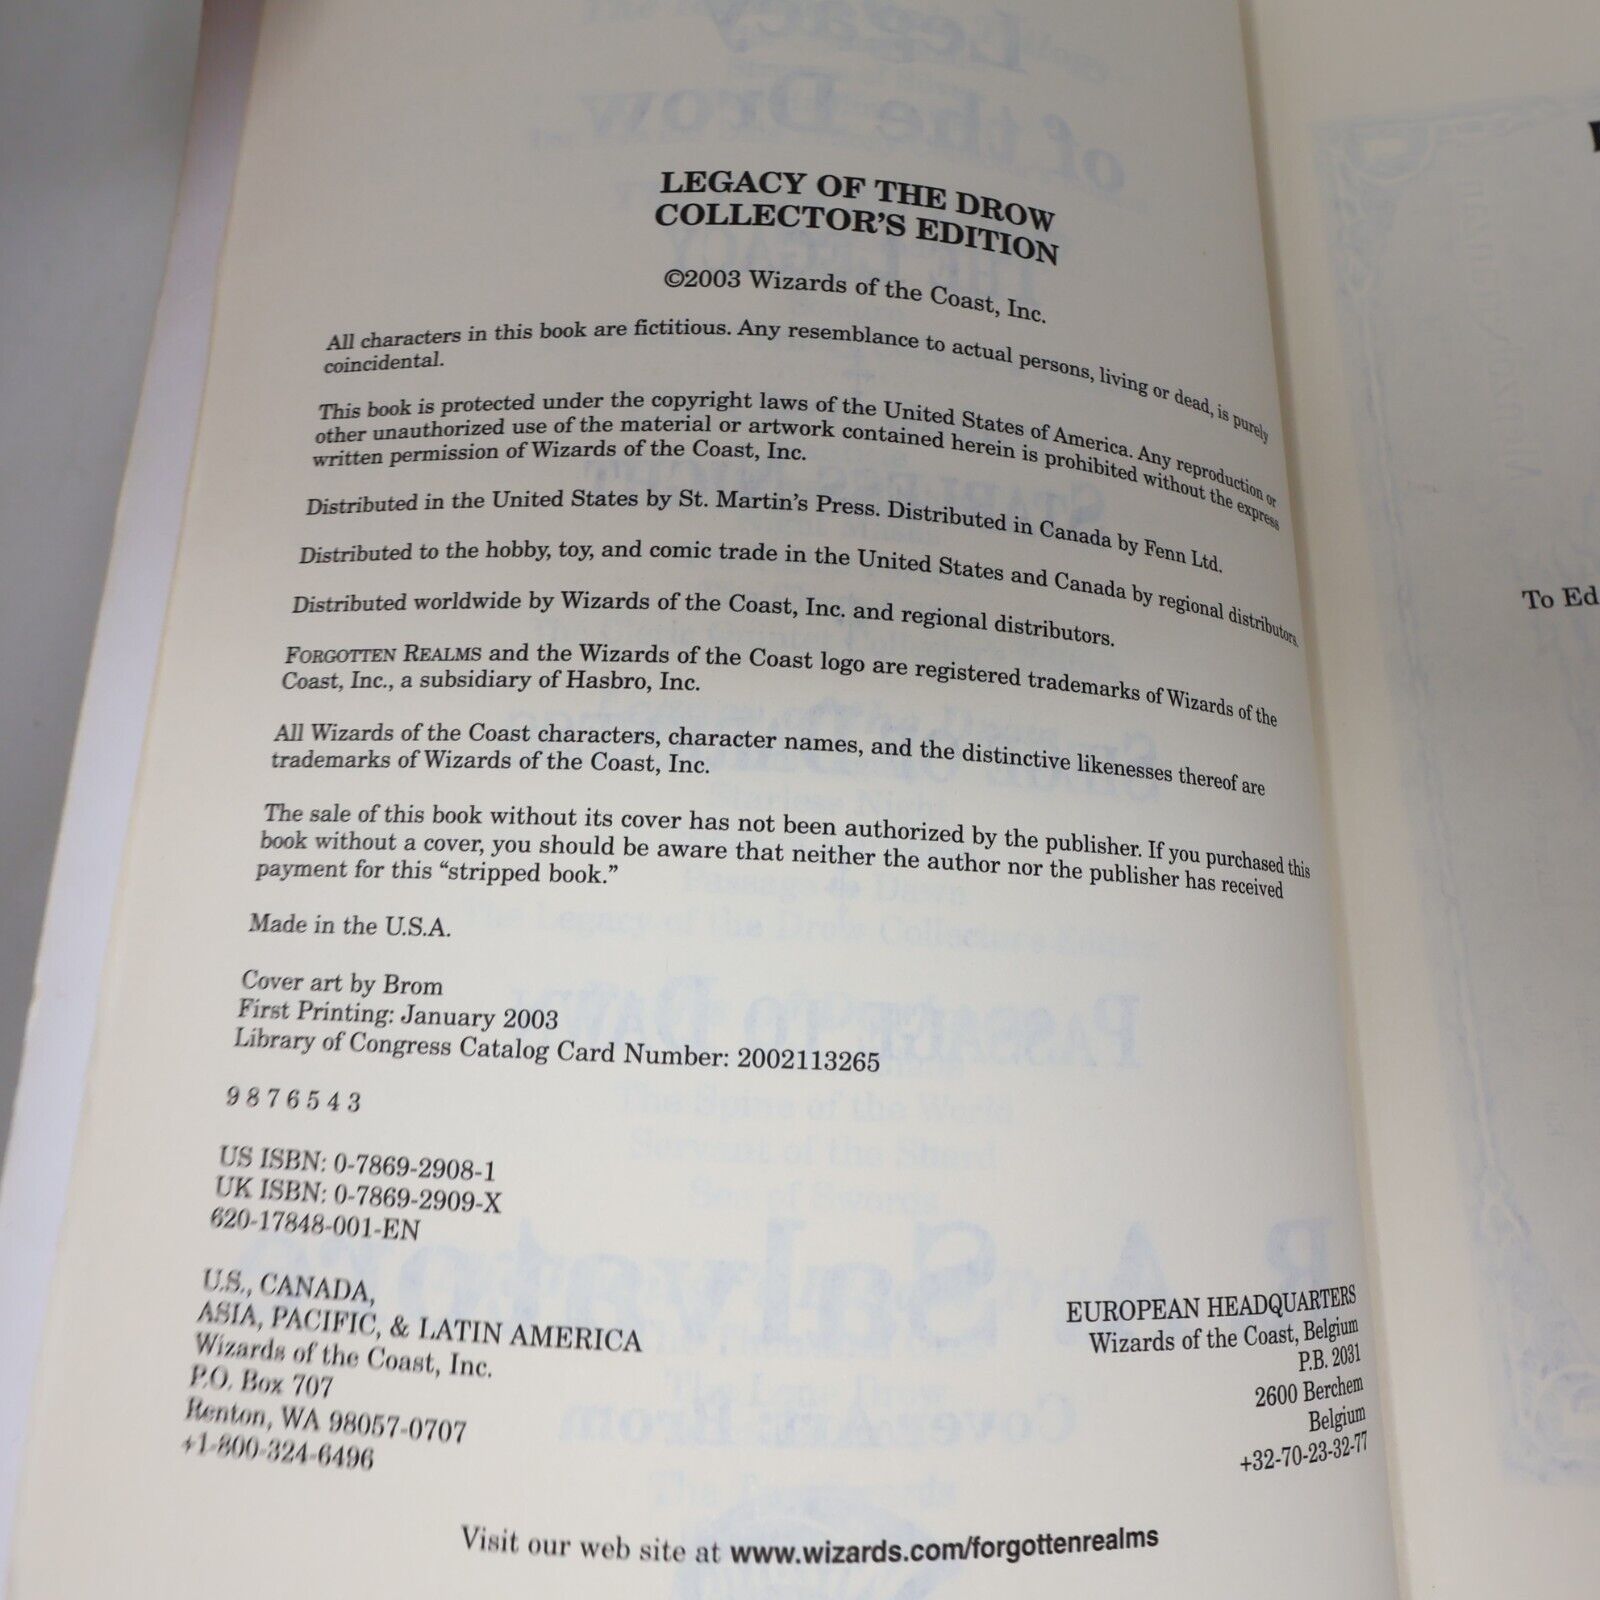 LEGACY OF THE DROW
COLLECTOR'S EDITION
©2003 Wizards of the Coast, Inc.
All characters in this book are fictitious. Any resemblance to actual persons, living or dead, is purely
coincidental.
This book is protected under the copyright laws of the United States of America. Any reproduction or
other unauthorized use of the material or artwork contained herein is prohibited without the express
written permission of Wizards of the Coast, Inc.
Distributed in the United States by St. Martin's Press. Distributed in Canada by Fenn Ltd.
Distributed to the hobby, toy, and comic trade in the United States and Canada by regional distributors.
Distributed worldwide by Wizards of the Coast, Inc. and regional distributors.
FORGOTTEN REALMS and the Wizards of the Coast logo are registered trademarks of Wizards of the
Coast, Inc., a subsidiary of Hasbro, Inc.
All Wizards of the Coast characters, character names, and the distinctive likenesses thereof are
trademarks of Wizards of the Coast, Inc.
The sale of this book without its cover has not been authorized by the publisher. If you purchased this
book without a cover, you should be aware that neither the author nor the publisher has received
payment for this “stripped book.”
Made in the U.S.A.
Cover art by Brom
First Printing: January 2003
Library of Congress Catalog Card Number: 2002113265
9 8 7 6 5 4 3
US ISBN: 0-7869-2908-1
UK ISBN: 0-7869-2909-X
620-17848-001-EN
U.S., CANADA,
ASIA, PACIFIC, & LATIN AMERICA
Wizards of the Coast, Inc.
P.O. Box 707
Renton, WA 98057-0707
+1-800-324-6496
EUROPEAN HEADQUARTERS
Wizards of the Coast, Belgium
P.B. 2031
2600 Berchem
Belgium
+32-70-23-32-77
Visit our web site at www.wizards.com/forgottenrealms
To Ed